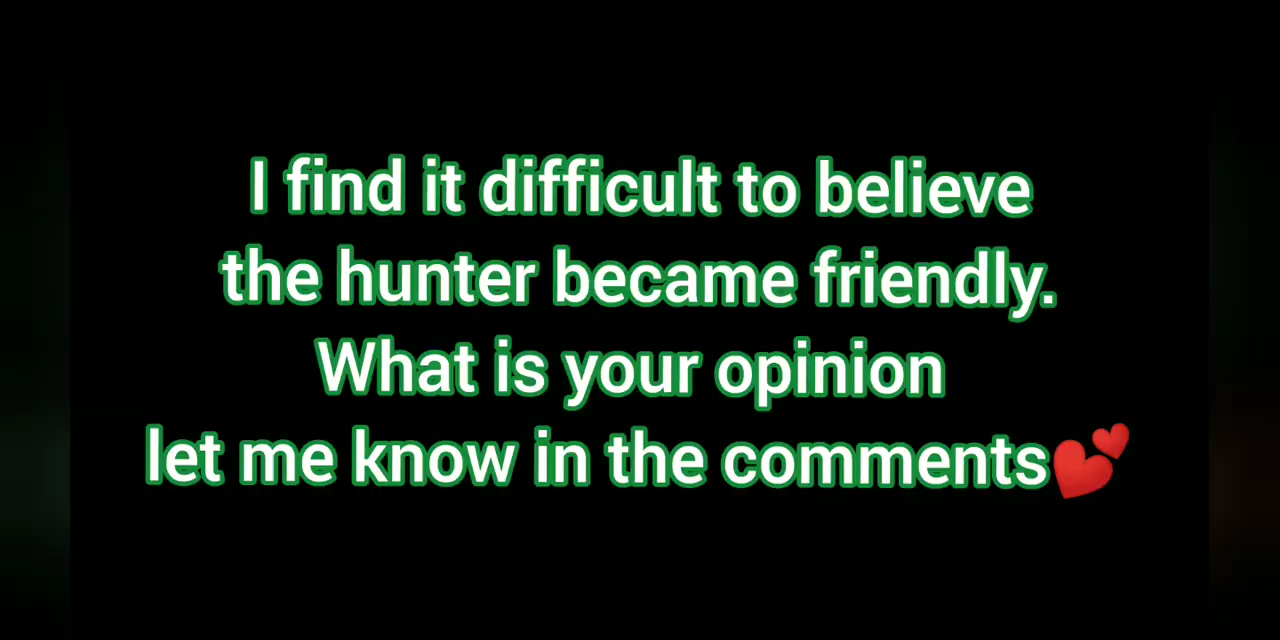 I find it difficult to believe
the hunter became friendly.
What is your opinion
let me know in the comments💕